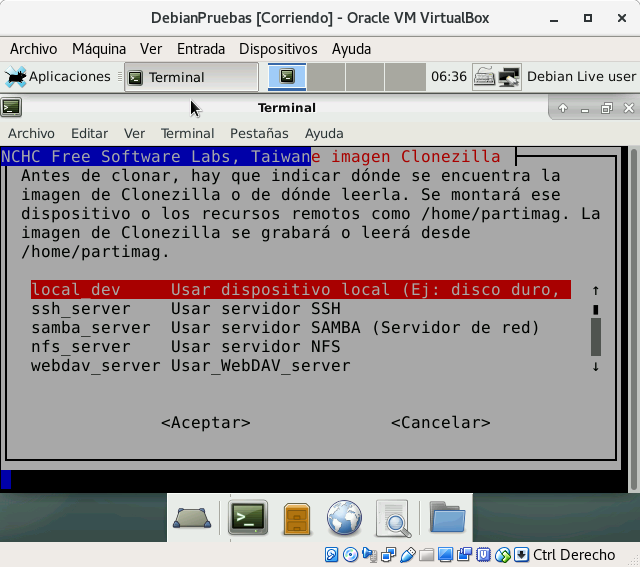 DebianPruebas [Corriendo] - Oracle VM VirtualBox
Archivo Máquina Ver Entrada Dispositivos Ayuda
Aplicaciones Terminal 06:36 Debian Live user
Terminal
Archivo Editar Ver Terminal Pestañas Ayuda
NCHC Free Software Labs, Taiwane imagen Clonezilla
Antes de clonar, hay que indicar dónde se encuentra la
imagen de Clonezilla o de dónde leerla. Se montará ese
dispositivo o los recursos remotos como /home/partimag. La
imagen de Clonezilla se grabará o leerá desde
/home/partimag.
local_dev Usar dispositivo local (Ej: disco duro,
ssh_server Usar servidor SSH
samba_server Usar servidor SAMBA (Servidor de red)
nfs_server Usar servidor NFS
webdav_server Usar_WebDAV_server
<Aceptar> <Cancelar>
Ctrl Derecho